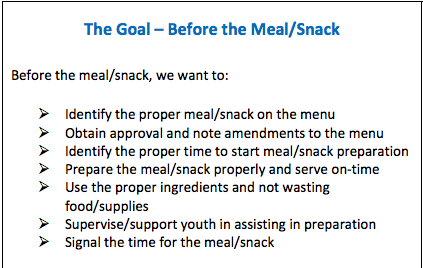 The Goal – Before the Meal/Snack
Before the meal/snack, we want to:
➢ Identify the proper meal/snack on the menu
➢ Obtain approval and note amendments to the menu
➢ Identify the proper time to start meal/snack preparation
➢ Prepare the meal/snack properly and serve on-time
➢ Use the proper ingredients and not wasting
food/supplies
➢ Supervise/support youth in assisting in preparation
➢ Signal the time for the meal/snack